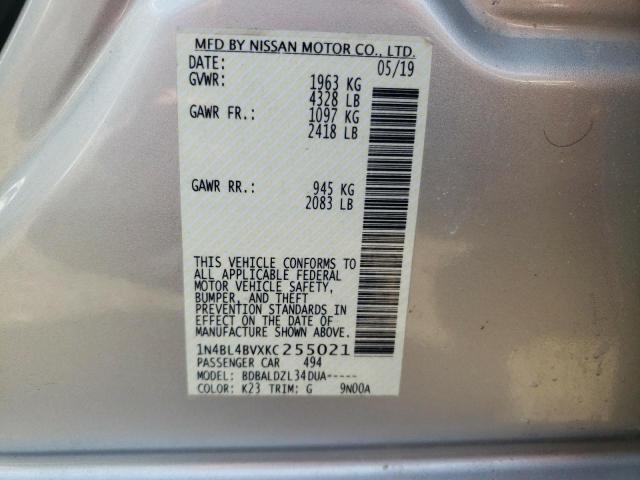 MFD BY NISSAN MOTOR CO., LTD.
DATE: 05/19
GVWR: 1963 KG
4328 LB
GAWR FR.: 1097 KG
2418 LB
GAWR RR.: 945 KG
2083 LB
THIS VEHICLE CONFORMS TO
ALL APPLICABLE FEDERAL
MOTOR VEHICLE SAFETY,
BUMPER, AND THEFT
PREVENTION STANDARDS IN
EFFECT ON THE DATE OF
MANUFACTURE SHOWN ABOVE.
1N4BL4BVXKC255021
PASSENGER CAR 494
MODEL: BDBALDZL34DUA-----
COLOR: K23 TRIM: G 9N00A